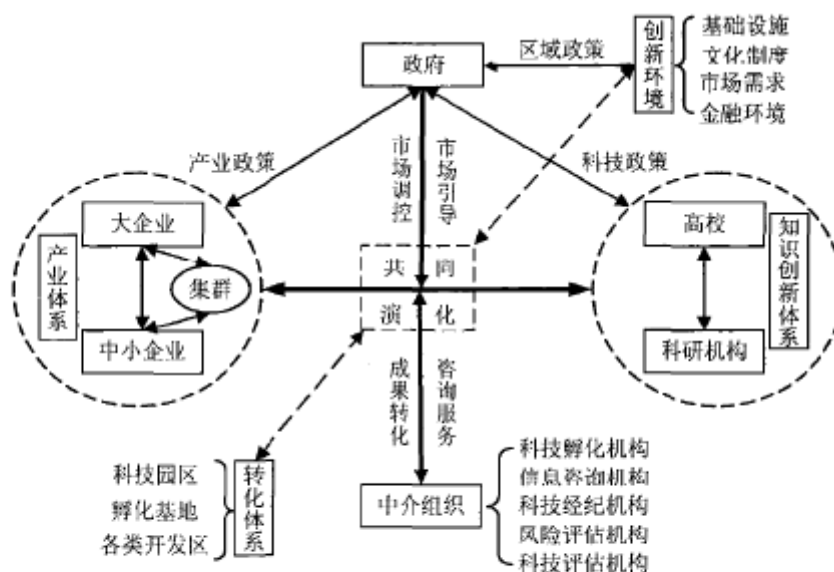 政府
区域政策
创新环境
基础设施
文化制度
市场需求
金融环境
产业政策
市场调控
市场引导
科技政策
产业体系
大企业
集群
中小企业
共同
演化
高校
科研机构
知识创新体系
成果转化
咨询服务
科技园区
孵化基地
各类开发区
转化体系
中介组织
科技孵化机构
信息咨询机构
科技经纪机构
风险评估机构
科技评估机构